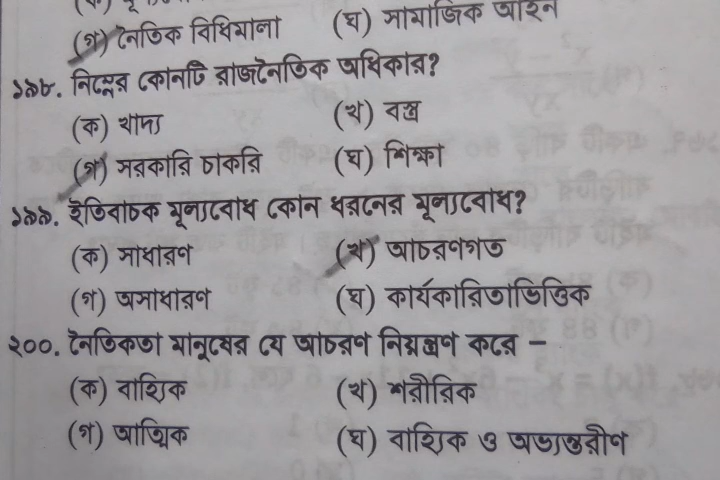 (গ) নৈতিক বিধিমালা (ঘ) সামাজিক আইন
১৯৮. নিম্নের কোনটি রাজনৈতিক অধিকার?
(ক) খাদ্য (খ) বস্ত্র
(গ) সরকারি চাকরি (ঘ) শিক্ষা
১৯৯. ইতিবাচক মূল্যবোধ কোন ধরনের মূল্যবোধ?
(ক) সাধারণ (খ) আচরণগত
(গ) অসাধারণ (ঘ) কার্যকারিতাভিত্তিক
২০০. নৈতিকতা মানুষের যে আচরণ নিয়ন্ত্রণ করে –
(ক) বাহ্যিক (খ) শরীরিক
(গ) আত্মিক (ঘ) বাহ্যিক ও অভ্যন্তরীণ